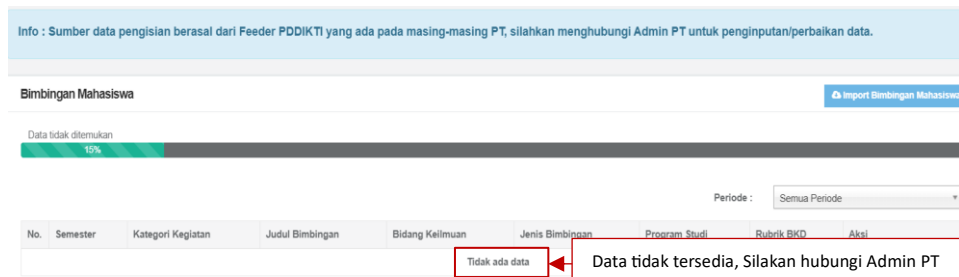 Info : Sumber data pengisian berasal dari Feeder PDDIKTI yang ada pada masing-masing PT, silahkan menghubungi Admin PT untuk penginputan/perbaikan data.
Bimbingan Mahasiswa
Import Bimbingan Mahasiswa
Data tidak ditemukan
15%
Periode : Semua Periode
No. Semester Kategori Kegiatan Judul Bimbingan Bidang Keilmuan Jenis Bimbingan Program Studi Rubrik BKD Aksi
Tidak ada data
Data tidak tersedia, Silakan hubungi Admin PT